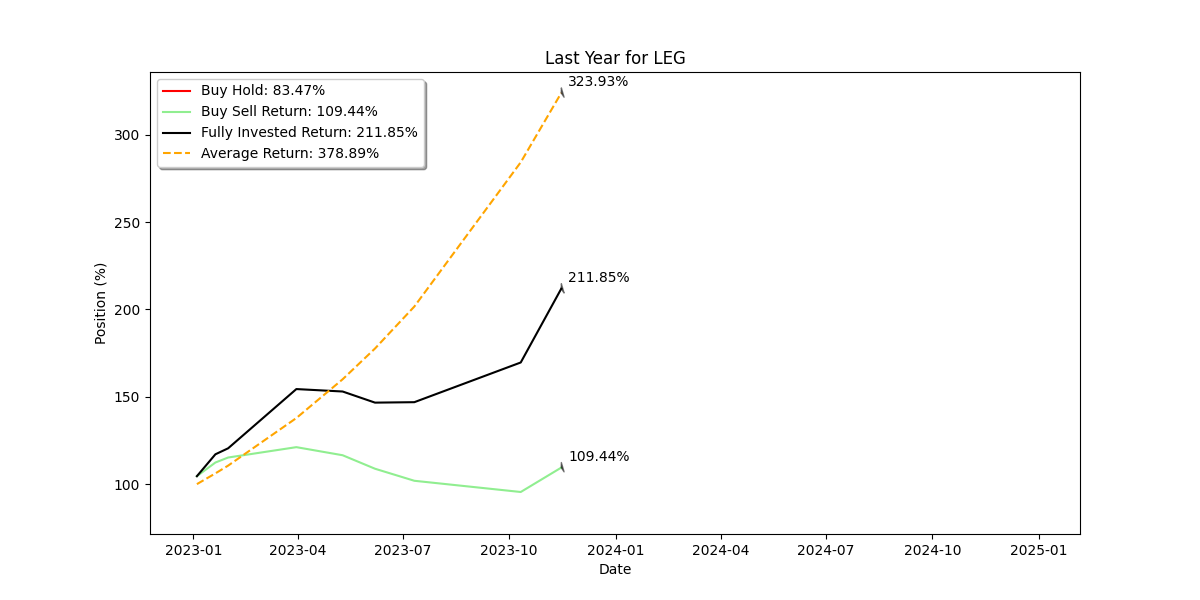 Last Year for LEG
323.93%
Buy Hold: 83.47%
Buy Sell Return: 109.44%
Fully Invested Return: 211.85%
Average Return: 378.89%
300
250
211.85%
200
150
109.44%
100
Position (%)
2023-01 2023-04 2023-07 2023-10 2024-01 2024-04 2024-07 2024-10 2025-01
Date